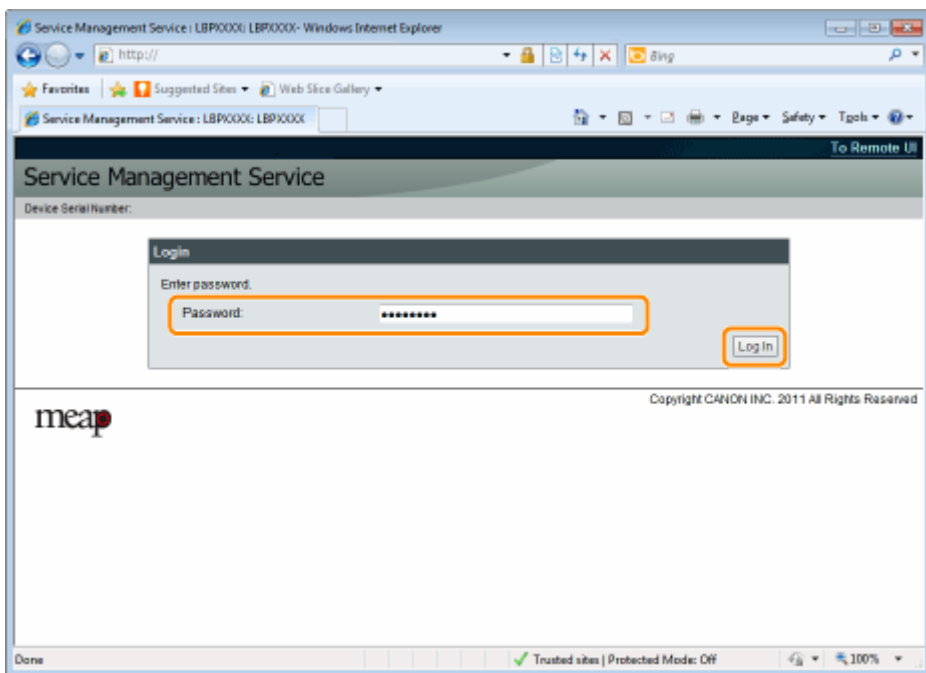 Service Management Service : LBPXXXX: LBPXXXX- Windows Internet Explorer
http://
Bing
Favorites Suggested Sites Web Slice Gallery
Service Management Service : LBPXXXX: LBPXXXX Page Safety Tools
To Remote UI
Service Management Service
Device Serial Number:
Login
Enter password.
Password: ••••••••
Log In
Copyright CANON INC. 2011 All Rights Reserved
meap
Done Trusted sites | Protected Mode: Off 100%